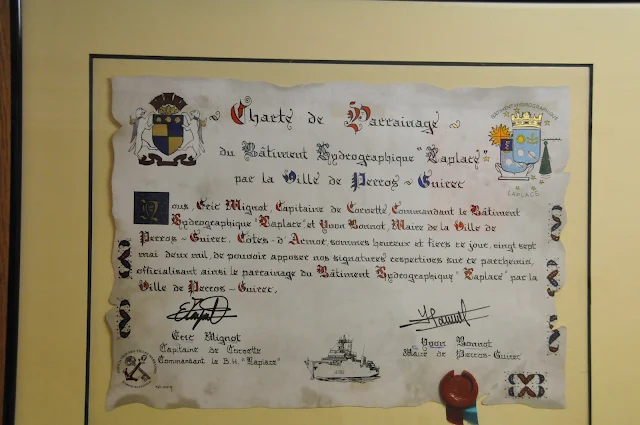 Charte de Parrainage
du Bâtiment Hydrographique "Laplace"
par la Ville de Perros-Guirec
Nous, Eric Mignot, Capitaine de Corvette, Commandant le Bâtiment
Hydrographique "Laplace" et Yvon Bonnot, Maire de la Ville de
Perros-Guirec, Côtes-d'Armor, sommes heureux et fiers ce jour, vingt sept
mai deux mil, de pouvoir apposer nos signatures respectives sur ce parchemin,
officialisant ainsi le parrainage du Bâtiment Hydrographique "Laplace" par la
Ville de Perros-Guirec.
Eric Mignot
Capitaine de Corvette
Commandant le B.H. "Laplace"
Yvon Bonnot
Maire de Perros-Guirec
BATIMENT HYDROGRAPHIQUE
LAPLACE